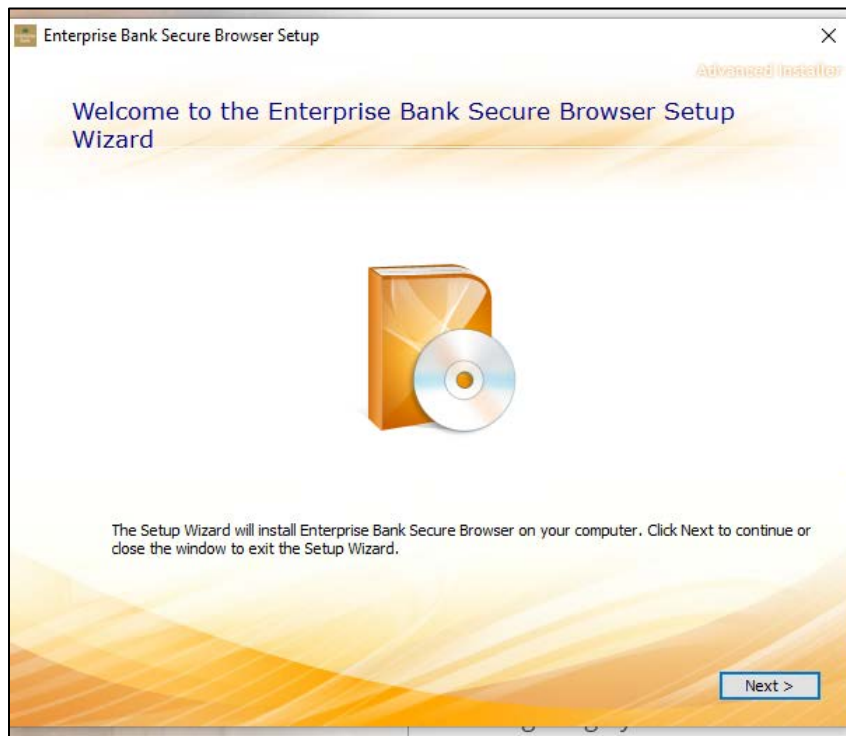 Enterprise Bank Secure Browser Setup
Advanced Installer
Welcome to the Enterprise Bank Secure Browser Setup
Wizard
The Setup Wizard will install Enterprise Bank Secure Browser on your computer. Click Next to continue or
close the window to exit the Setup Wizard.
Next >